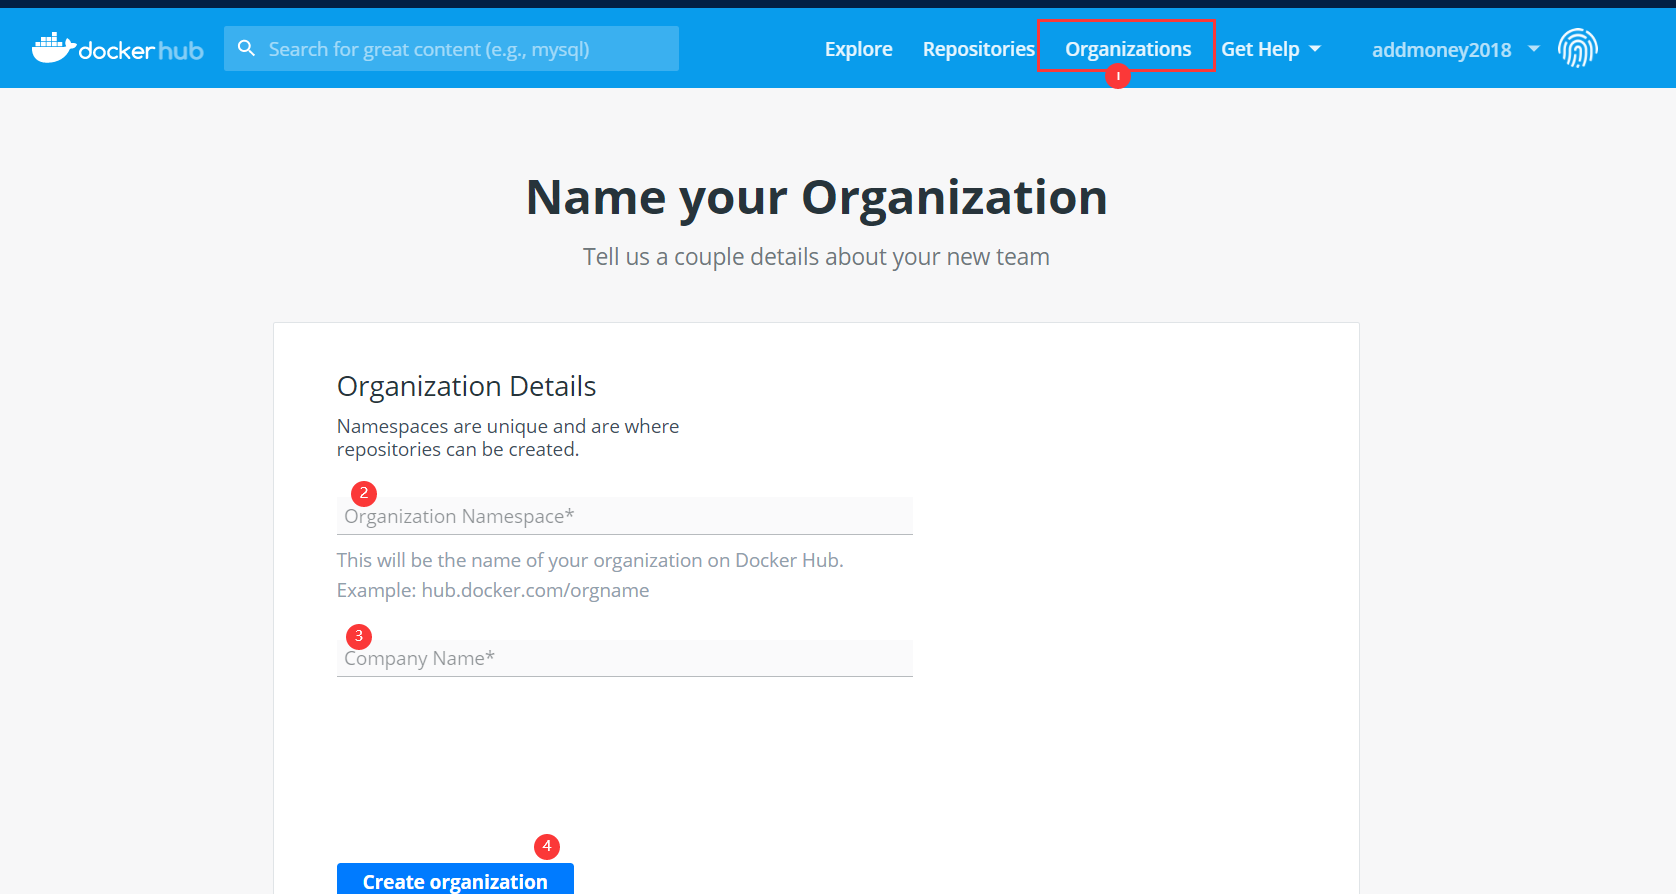 docker hub
Search for great content (e.g., mysql)
Explore
Repositories
Organizations
Get Help
addmoney2018
1
Name your Organization
Tell us a couple details about your new team
Organization Details
Namespaces are unique and are where
repositories can be created.
2
Organization Namespace*
This will be the name of your organization on Docker Hub.
Example: hub.docker.com/orgname
3
Company Name*
4
Create organization